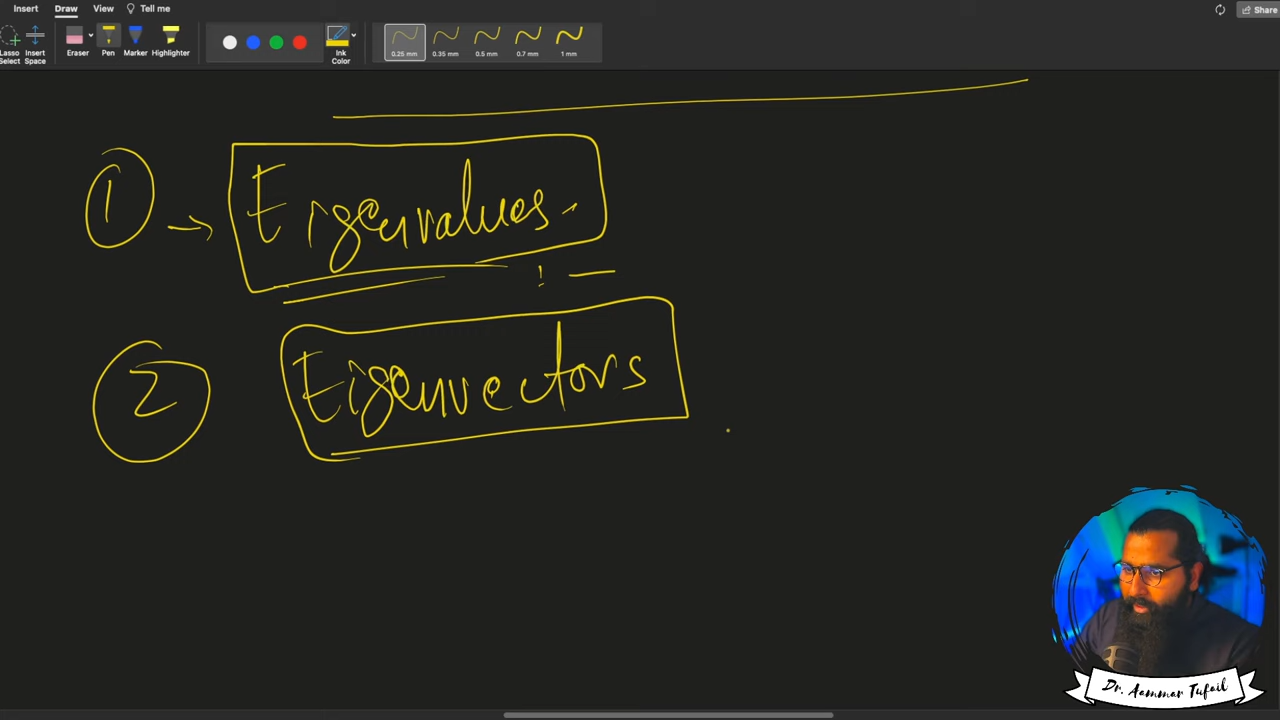 Insert Draw View Tell me
Share
Lasso Select
Insert Space
Eraser
Pen
Marker
Highlighter
Ink Color
0.25 mm
0.35 mm
0.5 mm
0.7 mm
1 mm
1 → Eigenvalues.
2 Eigenvectors
Dr. Aammar Tufail